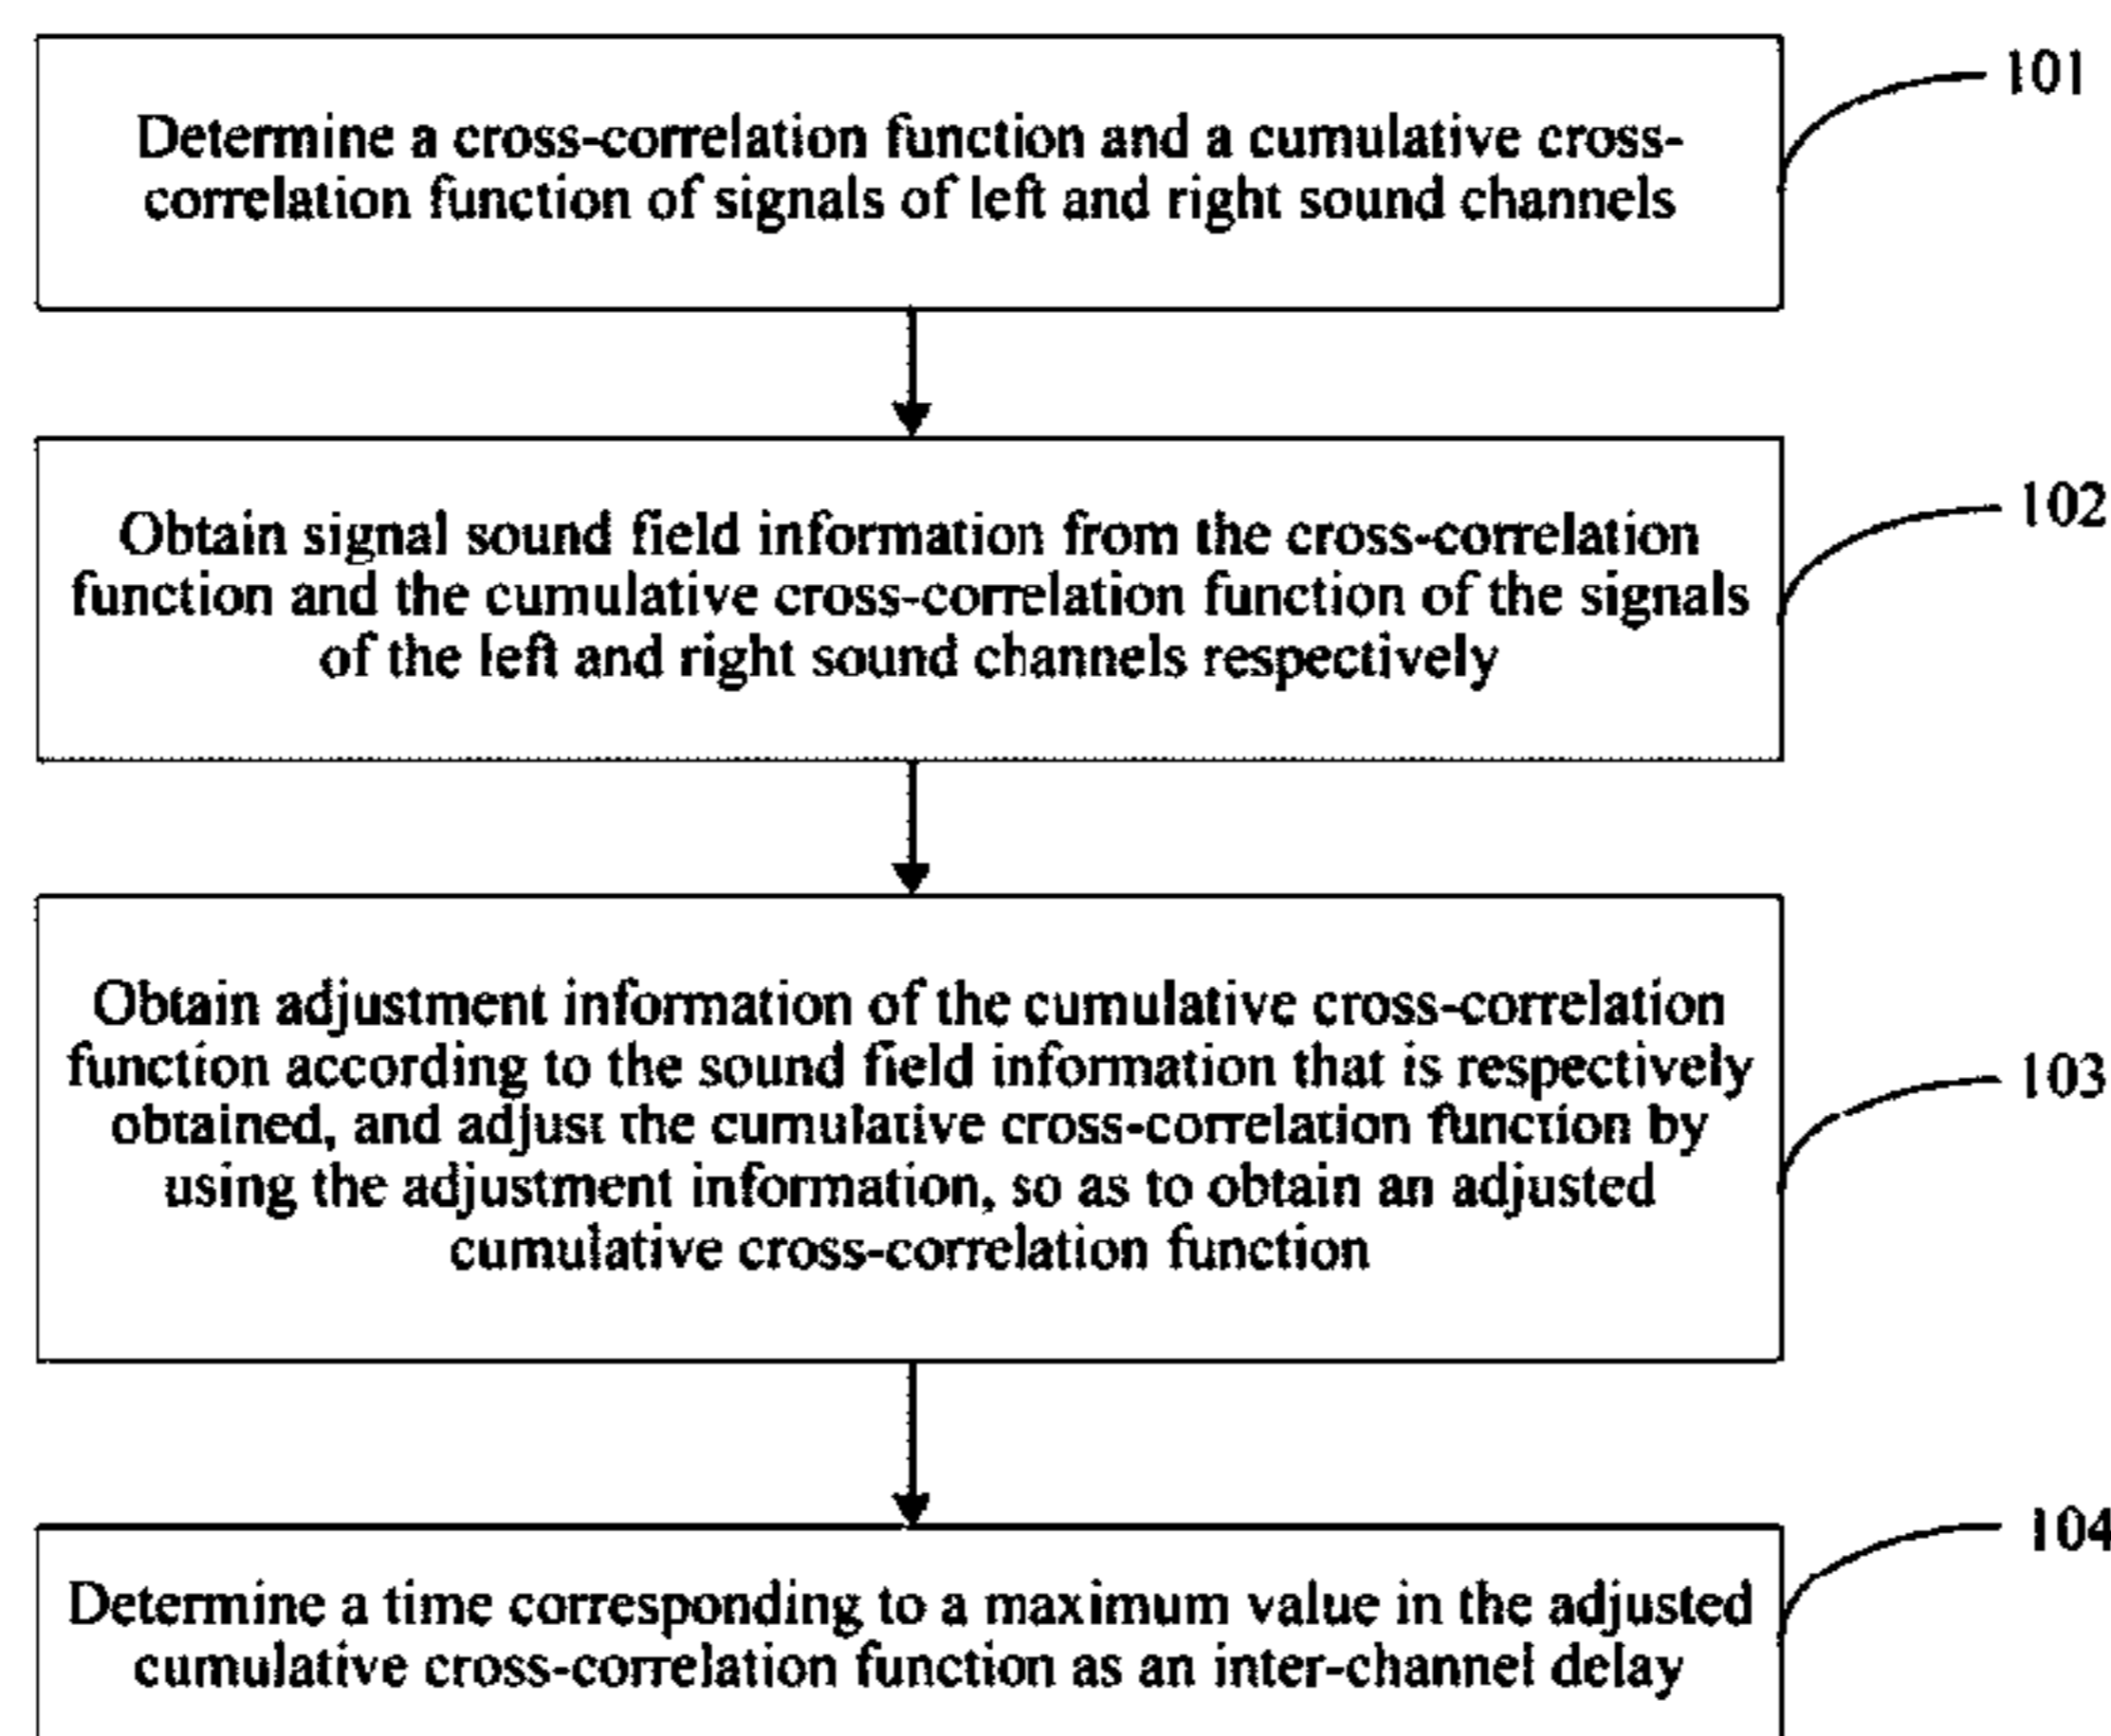 Determine a cross-correlation function and a cumulative cross-
correlation function of signals of left and right sound channels
101
Obtain signal sound field information from the cross-correlation
function and the cumulative cross-correlation function of the signals
of the left and right sound channels respectively
102
Obtain adjustment information of the cumulative cross-correlation
function according to the sound field information that is respectively
obtained, and adjust the cumulative cross-correlation function by
using the adjustment information, so as to obtain an adjusted
cumulative cross-correlation function
103
Determine a time corresponding to a maximum value in the adjusted
cumulative cross-correlation function as an inter-channel delay
104